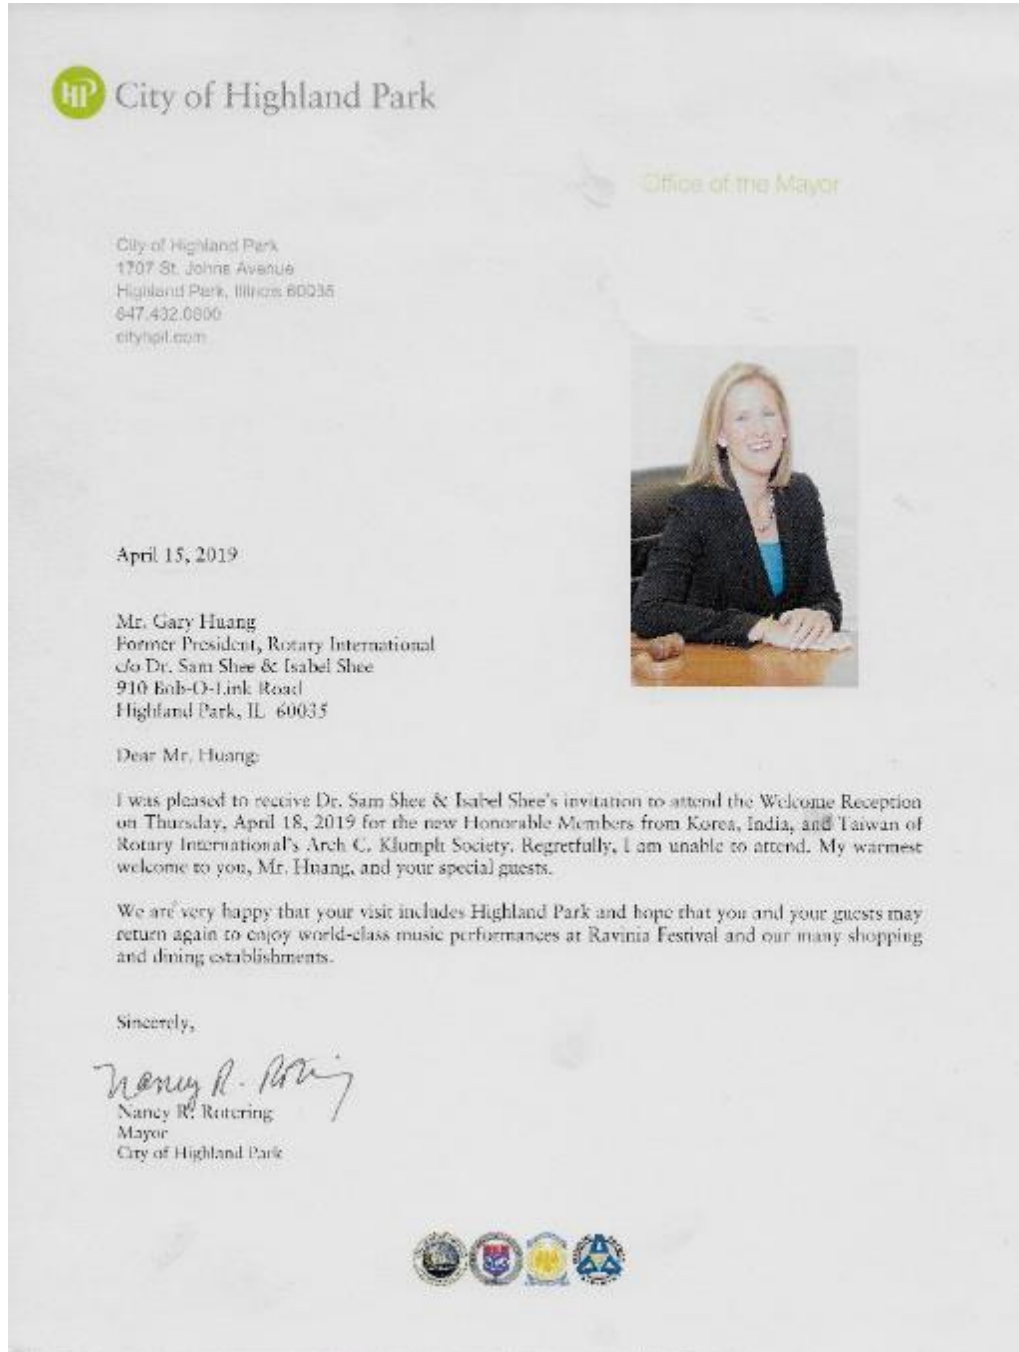 HP City of Highland Park
Office of the Mayor
City of Highland Park
1707 St. Johns Avenue
Highland Park, Illinois 60035
847.432.0800
cityhpil.com
April 15, 2019
Mr. Gary Huang
Former President, Rotary International
c/o Dr. Sam Shee & Isabel Shee
910 Bob-O-Link Road
Highland Park, IL 60035
Dear Mr. Huang:
I was pleased to receive Dr. Sam Shee & Isabel Shee's invitation to attend the Welcome Reception
on Thursday, April 18, 2019 for the new Honorable Members from Korea, India, and Taiwan of
Rotary International's Arch C. Klumph Society. Regretfully, I am unable to attend. My warmest
welcome to you, Mr. Huang, and your special guests.
We are very happy that your visit includes Highland Park and hope that you and your guests may
return again to enjoy world-class music performances at Ravinia Festival and our many shopping
and dining establishments.
Sincerely,
Nancy R. Rotering
Nancy R. Rotering
Mayor
City of Highland Park